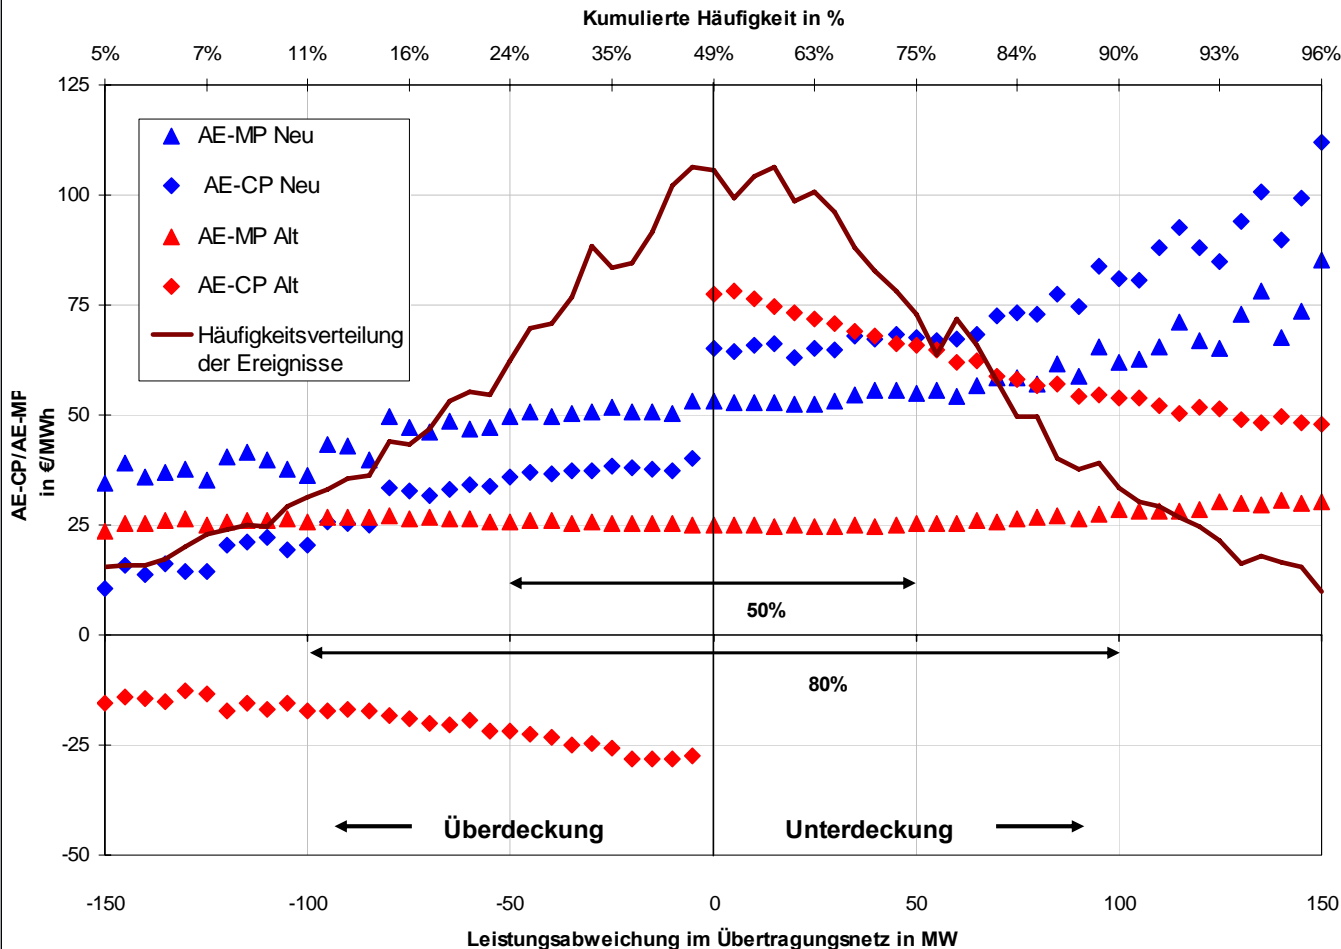 Kumulierte Häufigkeit in %
5% 7% 11% 16% 24% 35% 49% 63% 75% 84% 90% 93% 96%
125
100
75
50
25
0
-25
-50
AE-CP/AE-MP
in €/MWh
AE-MP Neu
AE-CP Neu
AE-MP Alt
AE-CP Alt
Häufigkeitsverteilung
der Ereignisse
50%
80%
Überdeckung Unterdeckung
-150 -100 -50 0 50 100 150
Leistungsabweichung im Übertragungsnetz in MW